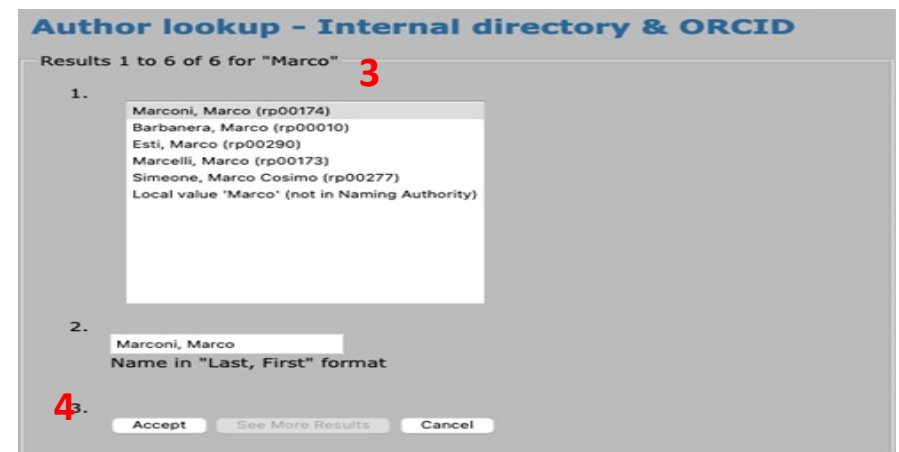 Author lookup - Internal directory & ORCID
Results 1 to 6 of 6 for "Marco"
3
1.
Marconi, Marco (rp00174)
Barbanera, Marco (rp00010)
Esti, Marco (rp00290)
Marcelli, Marco (rp00173)
Simeone, Marco Cosimo (rp00277)
Local value 'Marco' (not in Naming Authority)
2.
Marconi, Marco
Name in "Last, First" format
4
3.
Accept See More Results Cancel